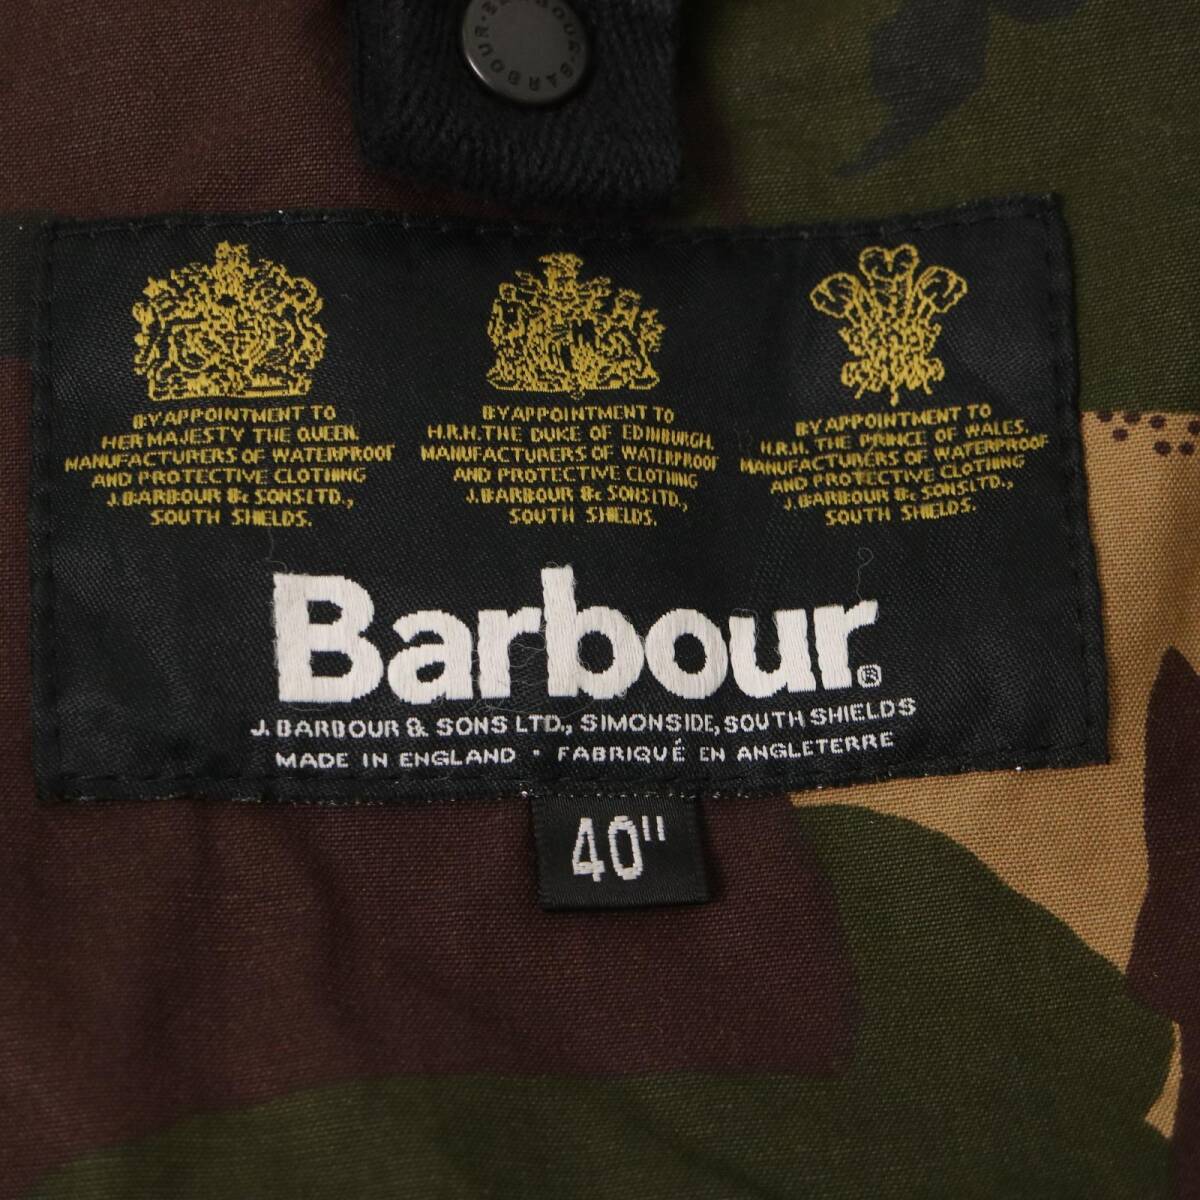 BARBOUR · BARBOUR
BY APPOINTMENT TO
HER MAJESTY THE QUEEN.
MANUFACTURERS OF WATERPROOF
AND PROTECTIVE CLOTHING
J. BARBOUR & SONS LTD.,
SOUTH SHIELDS.
BY APPOINTMENT TO
H.R.H. THE DUKE OF EDINBURGH.
MANUFACTURERS OF WATERPROOF
AND PROTECTIVE CLOTHING
J. BARBOUR & SONS LTD.,
SOUTH SHIELDS.
BY APPOINTMENT TO
H.R.H. THE PRINCE OF WALES.
MANUFACTURERS OF WATERPROOF
AND PROTECTIVE CLOTHING
J. BARBOUR & SONS LTD.,
SOUTH SHIELDS.
Barbour®
J. BARBOUR & SONS LTD., SIMONSIDE, SOUTH SHIELDS
MADE IN ENGLAND · FABRIQUÉ EN ANGLETERRE
40"